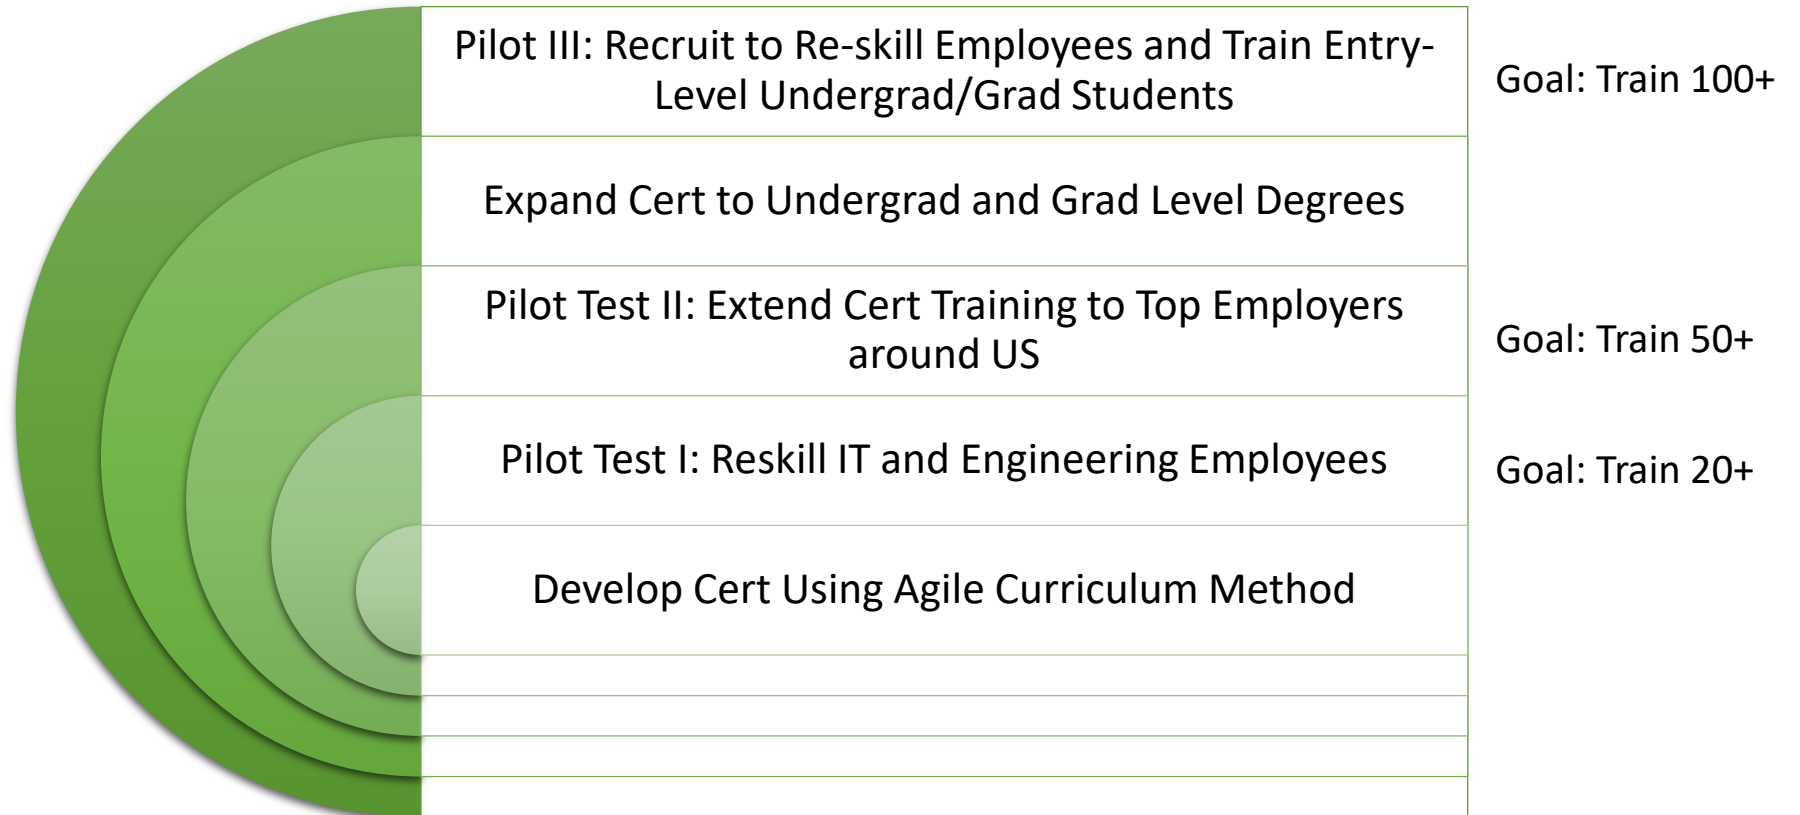 Pilot III: Recruit to Re-skill Employees and Train Entry-
Level Undergrad/Grad Students
Goal: Train 100+
Expand Cert to Undergrad and Grad Level Degrees
Pilot Test II: Extend Cert Training to Top Employers
around US
Goal: Train 50+
Pilot Test I: Reskill IT and Engineering Employees
Goal: Train 20+
Develop Cert Using Agile Curriculum Method